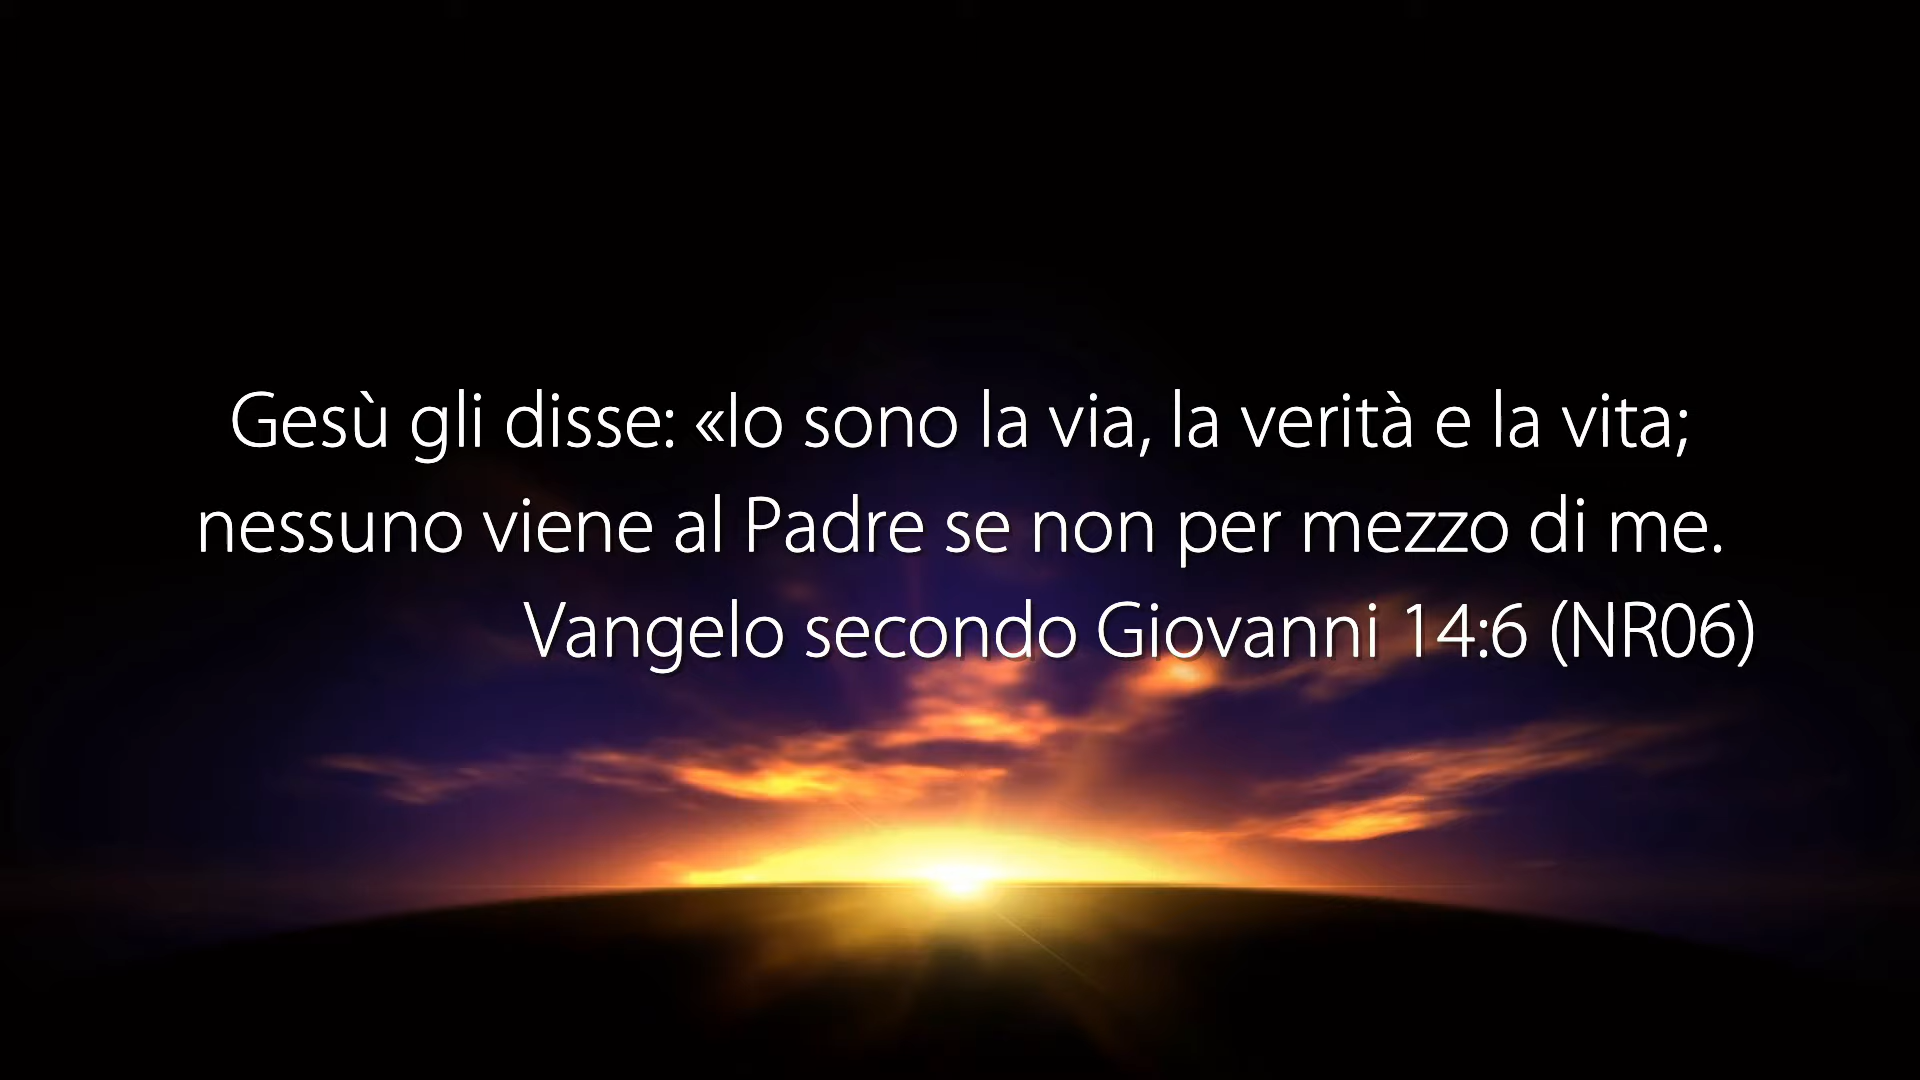 Gesù gli disse: «Io sono la via, la verità e la vita;
nessuno viene al Padre se non per mezzo di me.
Vangelo secondo Giovanni 14:6 (NR06)